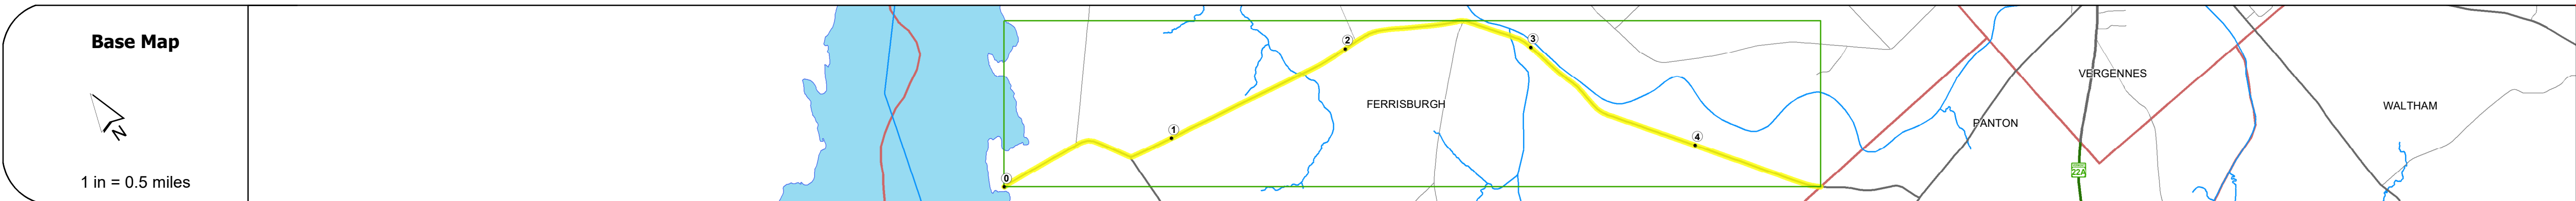 Base Map
N
1 in = 0.5 miles
0
1
2
3
4
FERRISBURGH
PANTON
VERGENNES
22A
WALTHAM